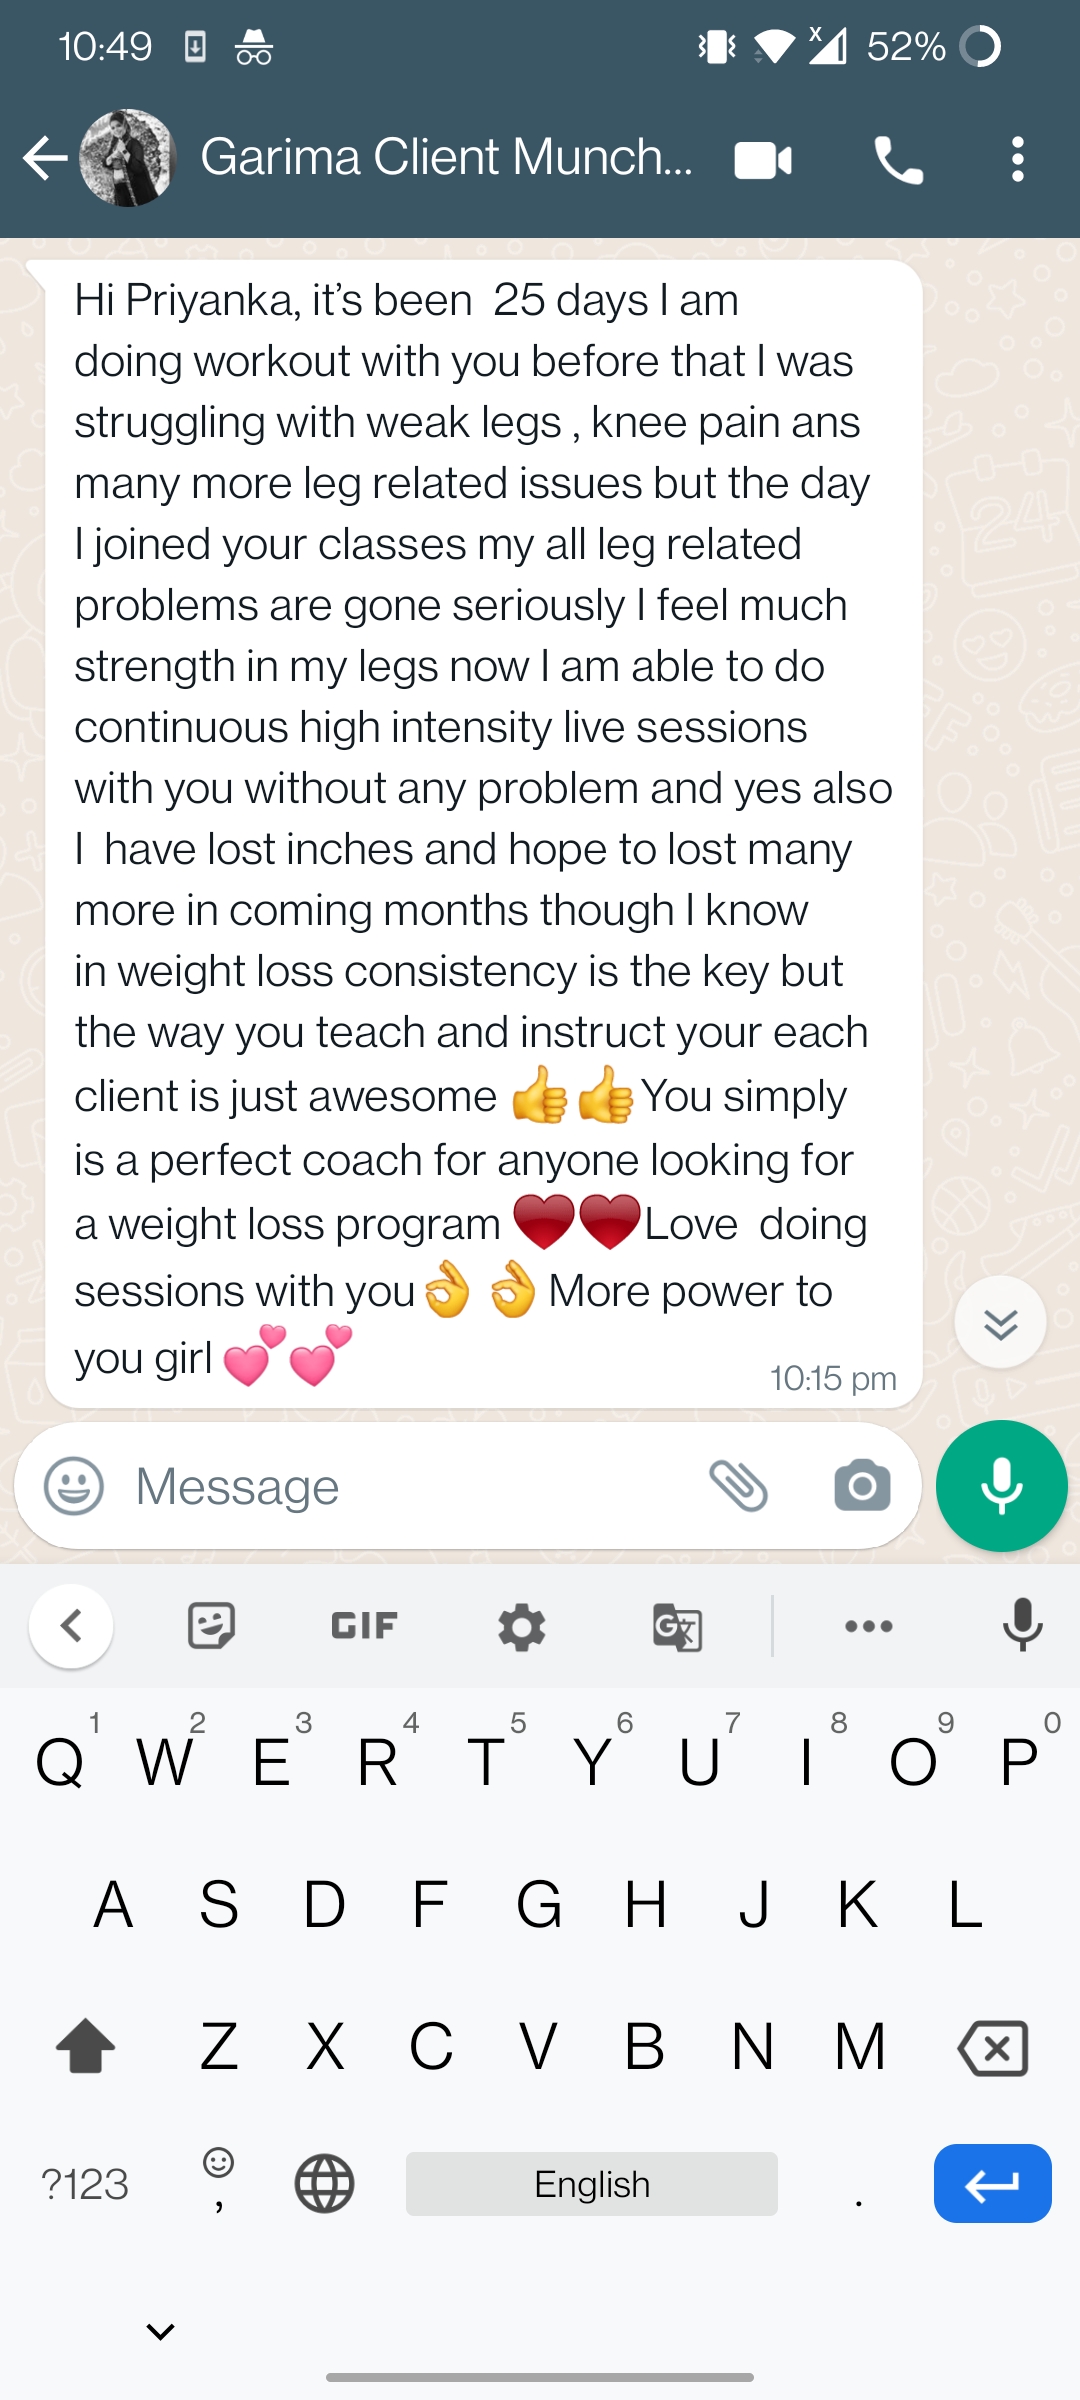 10:49
x 52%
Garima Client Munch...
Hi Priyanka, it's been  25 days I am
doing workout with you before that I was
struggling with weak legs , knee pain ans
many more leg related issues but the day
I joined your classes my all leg related
problems are gone seriously I feel much
strength in my legs now I am able to do
continuous high intensity live sessions
with you without any problem and yes also
I  have lost inches and hope to lost many
more in coming months though I know
in weight loss consistency is the key but
the way you teach and instruct your each
client is just awesome 👍👍You simply
is a perfect coach for anyone looking for
a weight loss program ♥️♥️Love  doing
sessions with you👌👌More power to
you girl 💕💕
10:15 pm
Message
GIF
1 2 3 4 5 6 7 8 9 0
Q W E R T Y U I O P
A S D F G H J K L
Z X C V B N M
?123 , English .